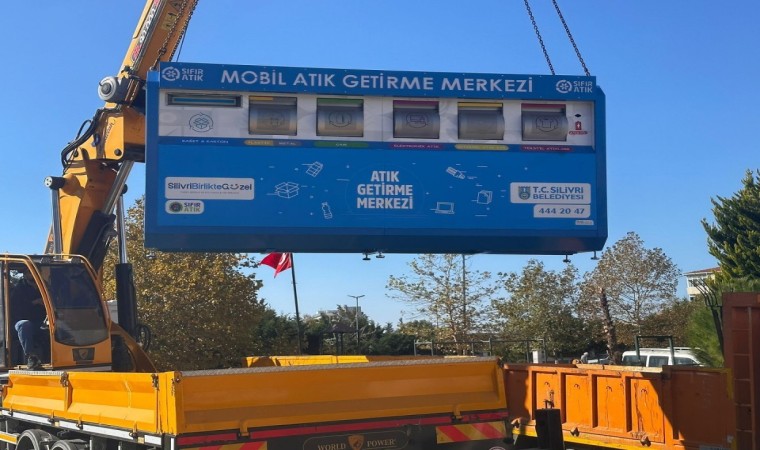 SIFIR ATIK
MOBİL ATIK GETİRME MERKEZİ
SIFIR ATIK
ATIK
GETİRME
MERKEZİ
SilivriBirlikteGüzel
SIFIR ATIK
T.C. SİLİVRİ
BELEDİYESİ
444 20 47
WORLD POWER